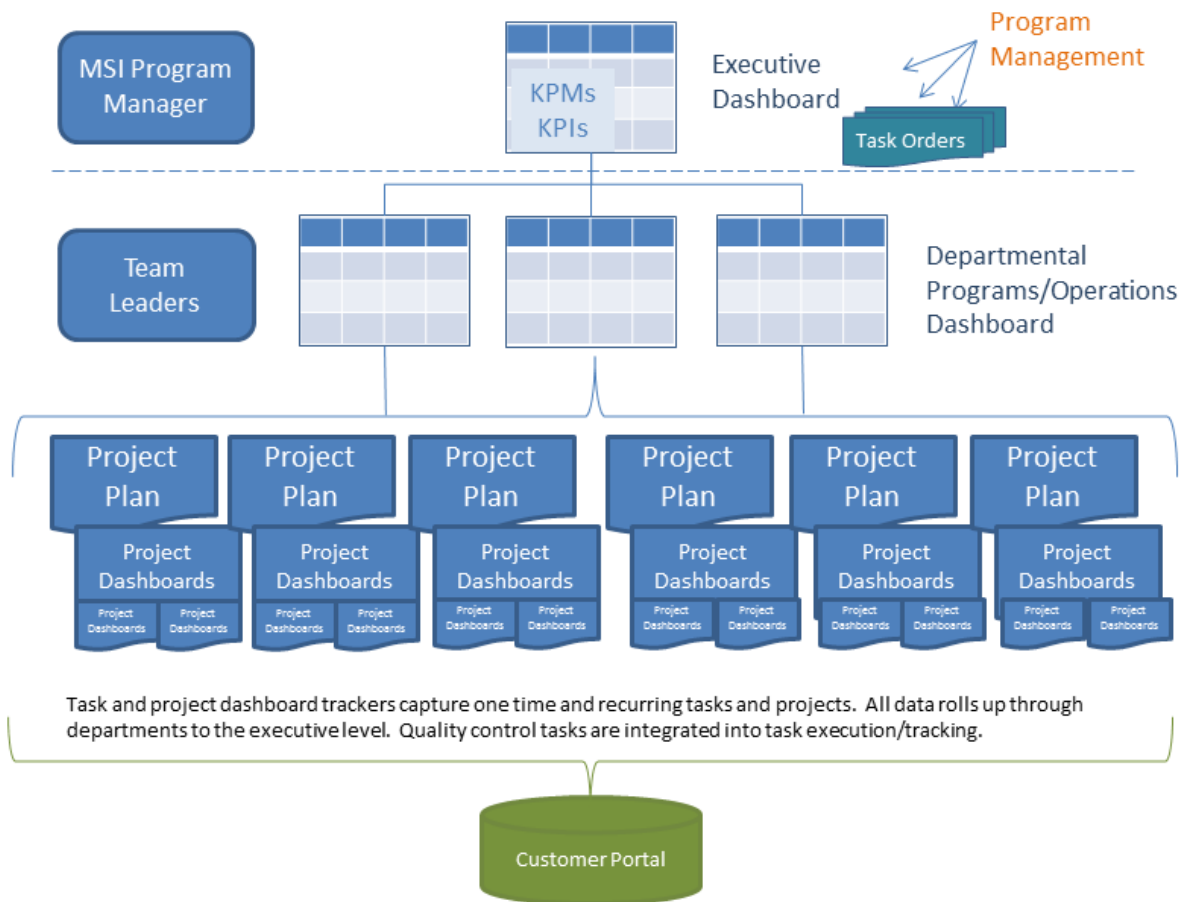 MSI Program
Manager
KPMs
KPIs
Executive
Dashboard
Program
Management
Task Orders
Team
Leaders
Departmental
Programs/Operations
Dashboard
Project
Plan
Project
Plan
Project
Plan
Project
Plan
Project
Plan
Project
Plan
Project
Dashboards
Project
Dashboards
Project
Dashboards
Project
Dashboards
Project
Dashboards
Project
Dashboards
Project
Dashboards
Project
Dashboards
Project
Dashboards
Project
Dashboards
Project
Dashboards
Project
Dashboards
Project
Dashboards
Project
Dashboards
Project
Dashboards
Project
Dashboards
Project
Dashboards
Project
Dashboards
Task and project dashboard trackers capture one time and recurring tasks and projects. All data rolls up through
departments to the executive level. Quality control tasks are integrated into task execution/tracking.
Customer Portal